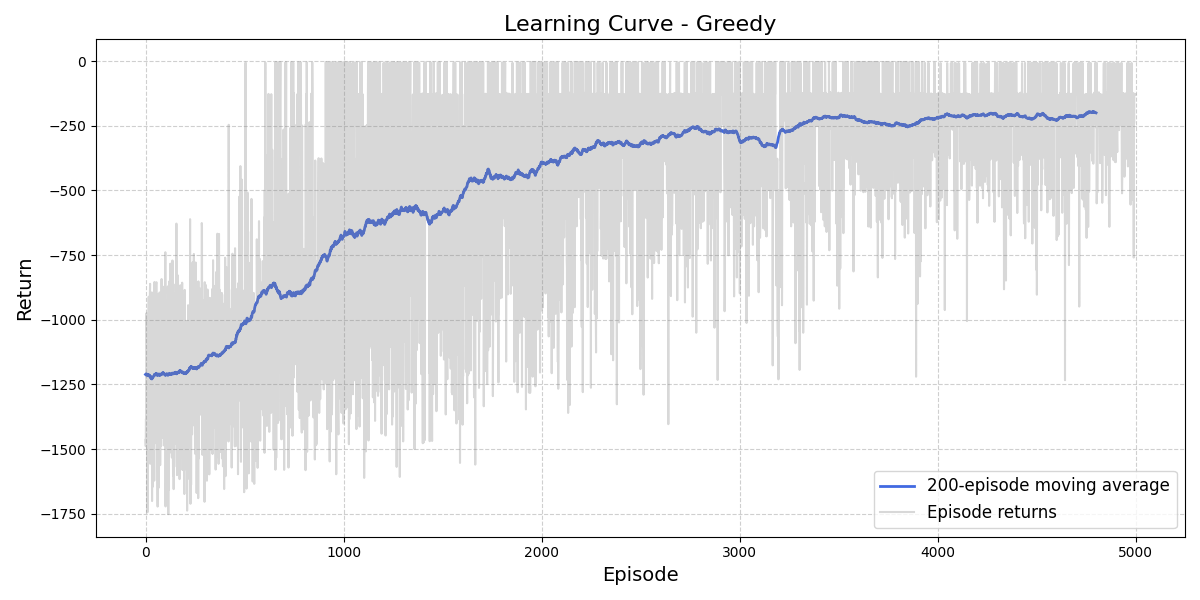 Learning Curve - Greedy
Return
0
−250
−500
−750
−1000
−1250
−1500
−1750
200-episode moving average
Episode returns
0 1000 2000 3000 4000 5000
Episode